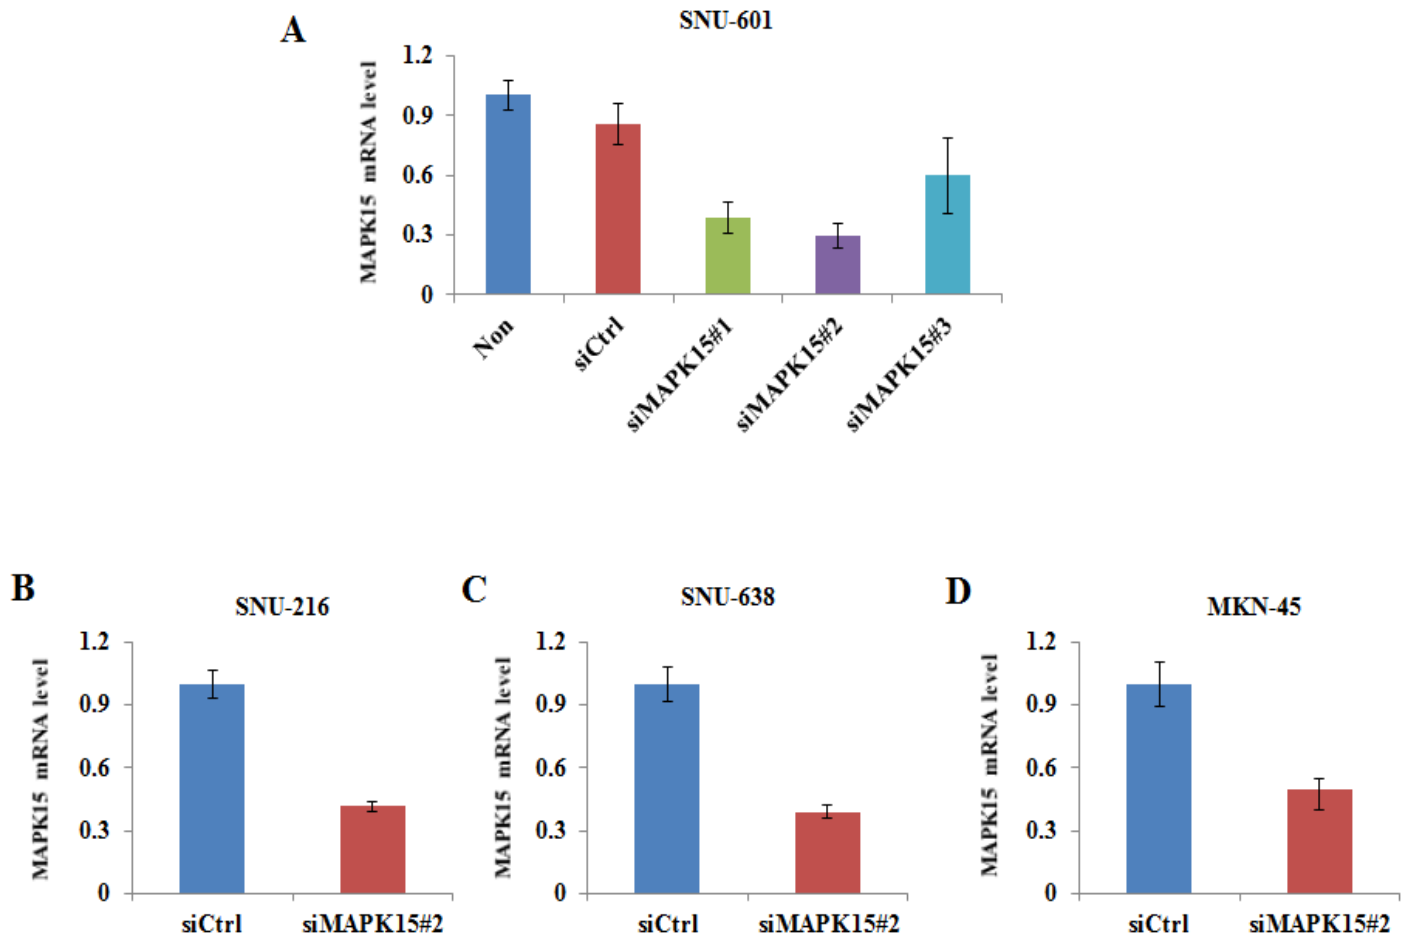 A
SNU-601
MAPK15 mRNA level
1.2
0.9
0.6
0.3
0
Non
siCtrl
siMAPK15#1
siMAPK15#2
siMAPK15#3
B
SNU-216
MAPK15 mRNA level
1.2
0.9
0.6
0.3
0
siCtrl
siMAPK15#2
C
SNU-638
MAPK15 mRNA level
1.2
0.9
0.6
0.3
0
siCtrl
siMAPK15#2
D
MKN-45
MAPK15 mRNA level
1.2
0.9
0.6
0.3
0
siCtrl
siMAPK15#2